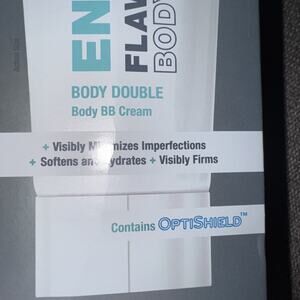 EN
FLAW
BODY
BODY DOUBLE
Body BB Cream
+ Visibly Minimizes Imperfections
+ Softens and Hydrates + Visibly Firms
Contains OPTISHIELD™